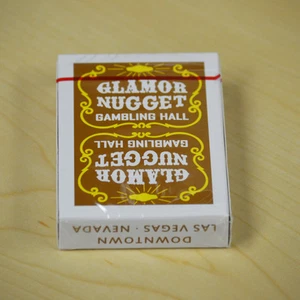 GLAMOR
NUGGET
GAMBLING HALL
GAMBLING HALL
NUGGET
GLAMOR
DOWNTOWN
LAS VEGAS · NEVADA